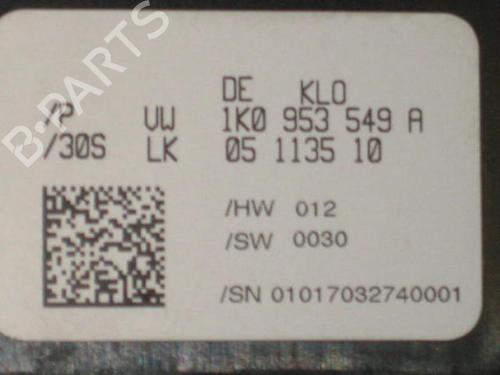 B-PARTS
DE KLO
/P VW 1K0 953 549 A
/30S LK 05 1135 10
/HW 012
/SW 0030
/SN 01017032740001